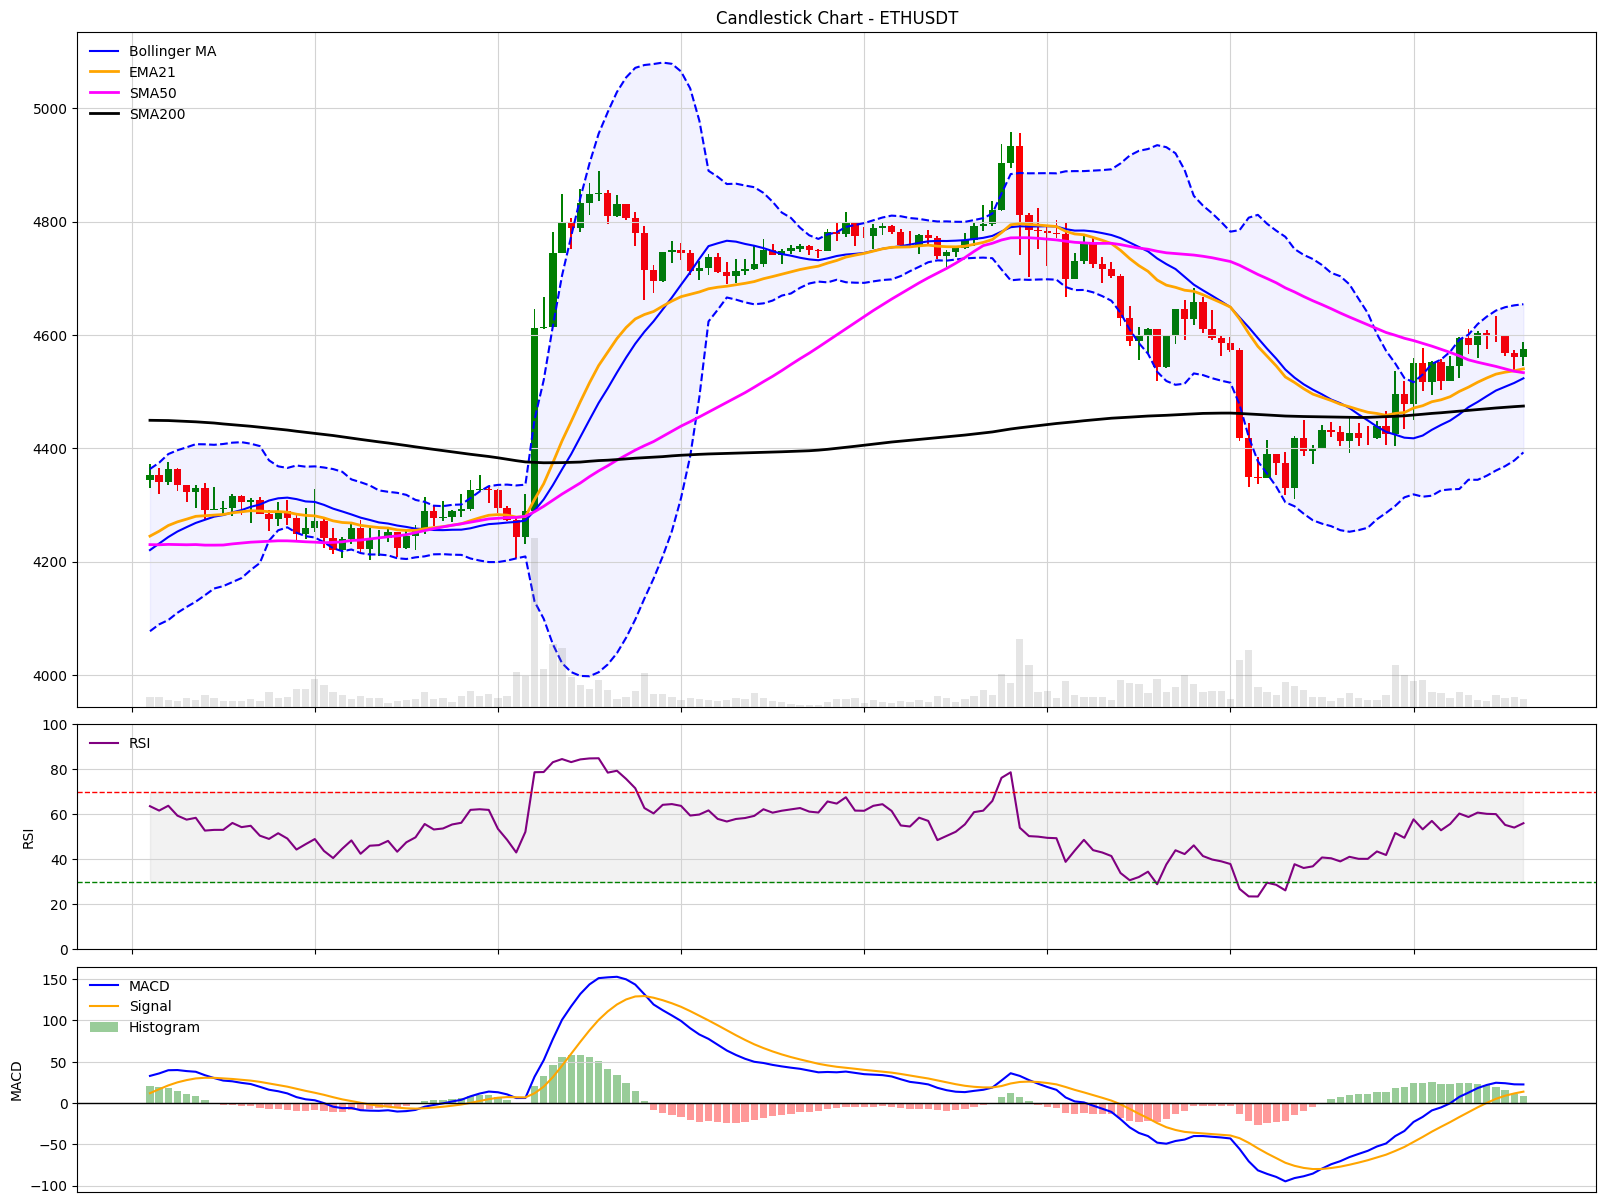 Candlestick Chart - ETHUSDT
Bollinger MA
EMA21
SMA50
SMA200
5000
4800
4600
4400
4200
4000
RSI
100
80
60
40
20
0
RSI
MACD
Signal
Histogram
150
100
50
0
−50
−100
MACD